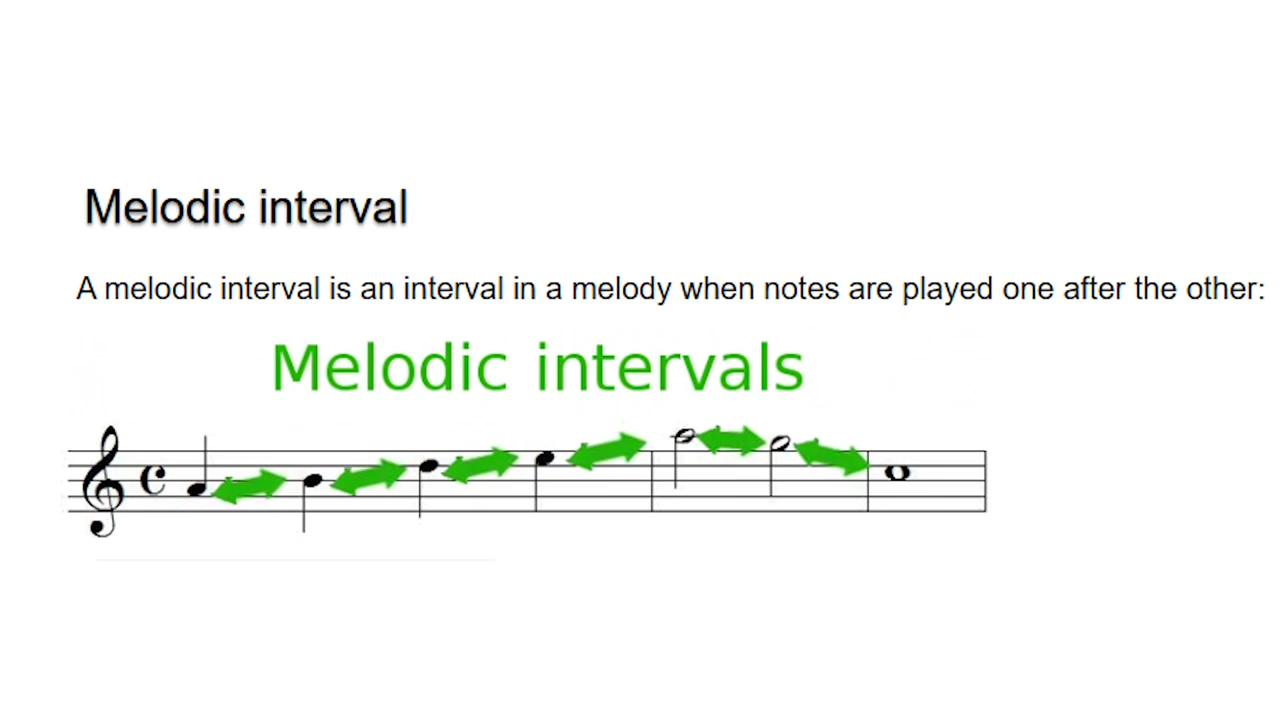 Melodic interval
A melodic interval is an interval in a melody when notes are played one after the other:
Melodic intervals